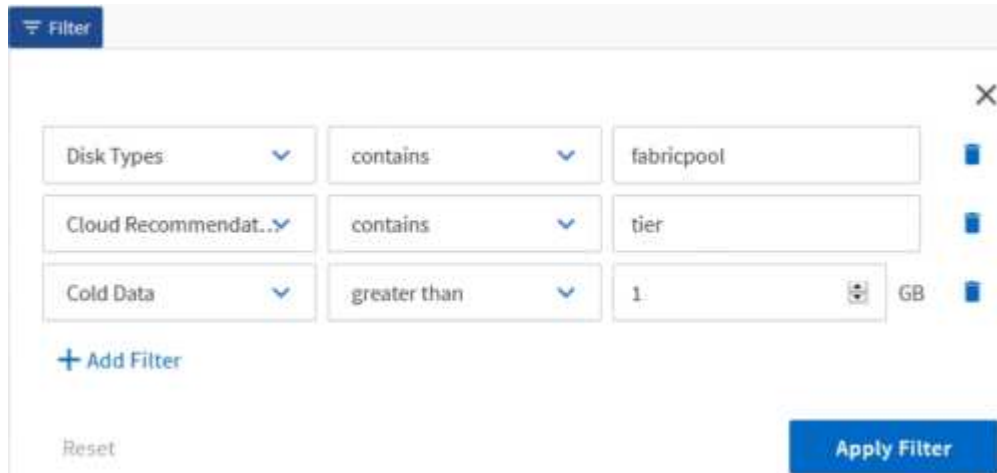 Filter
Disk Types contains fabricpool
Cloud Recommendat... contains tier
Cold Data greater than 1 GB
+ Add Filter
Reset Apply Filter